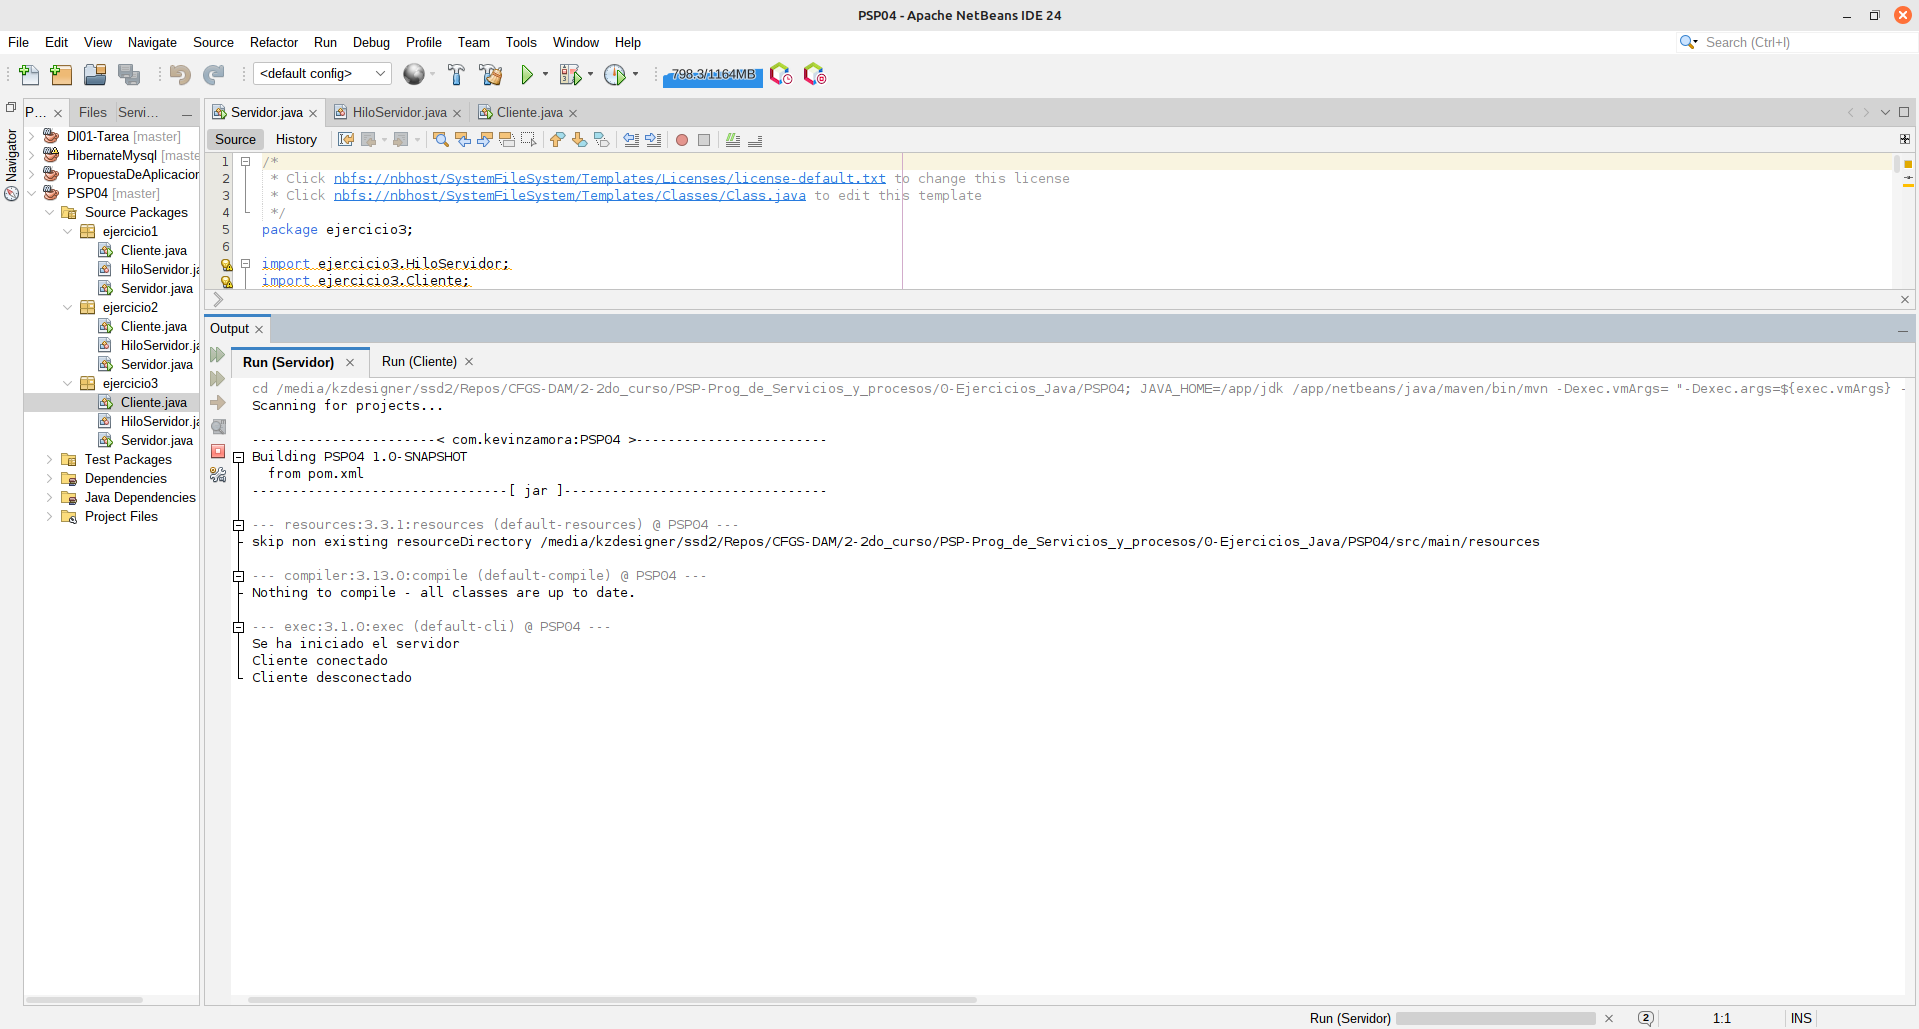 PSP04 - Apache NetBeans IDE 24
File Edit View Navigate Source Refactor Run Debug Profile Team Tools Window Help
Search (Ctrl+I)
<default config>
798.3/1164MB
P... Files Servi...
Navigator
DI01-Tarea [master]
HibernateMysql [maste
PropuestaDeAplicacion
PSP04 [master]
Source Packages
ejercicio1
Cliente.java
HiloServidor.ja
Servidor.java
ejercicio2
Cliente.java
HiloServidor.ja
Servidor.java
ejercicio3
Cliente.java
HiloServidor.ja
Servidor.java
Test Packages
Dependencies
Java Dependencies
Project Files
Servidor.java HiloServidor.java Cliente.java
Source History
1 /*
2 * Click nbfs://nbhost/SystemFileSystem/Templates/Licenses/license-default.txt to change this license
3 * Click nbfs://nbhost/SystemFileSystem/Templates/Classes/Class.java to edit this template
4 */
5 package ejercicio3;
6
import ejercicio3.HiloServidor;
import ejercicio3.Cliente;
Output
Run (Servidor) Run (Cliente)
cd /media/kzdesigner/ssd2/Repos/CFGS-DAM/2-2do_curso/PSP-Prog_de_Servicios_y_procesos/0-Ejercicios_Java/PSP04; JAVA_HOME=/app/jdk /app/netbeans/java/maven/bin/mvn -Dexec.vmArgs= "-Dexec.args=${exec.vmArgs} -
Scanning for projects...
-----------------------< com.kevinzamora:PSP04 >------------------------
Building PSP04 1.0-SNAPSHOT
from pom.xml
--------------------------------[ jar ]---------------------------------
--- resources:3.3.1:resources (default-resources) @ PSP04 ---
skip non existing resourceDirectory /media/kzdesigner/ssd2/Repos/CFGS-DAM/2-2do_curso/PSP-Prog_de_Servicios_y_procesos/0-Ejercicios_Java/PSP04/src/main/resources
--- compiler:3.13.0:compile (default-compile) @ PSP04 ---
Nothing to compile - all classes are up to date.
--- exec:3.1.0:exec (default-cli) @ PSP04 ---
Se ha iniciado el servidor
Cliente conectado
Cliente desconectado
Run (Servidor) 2 1:1 INS